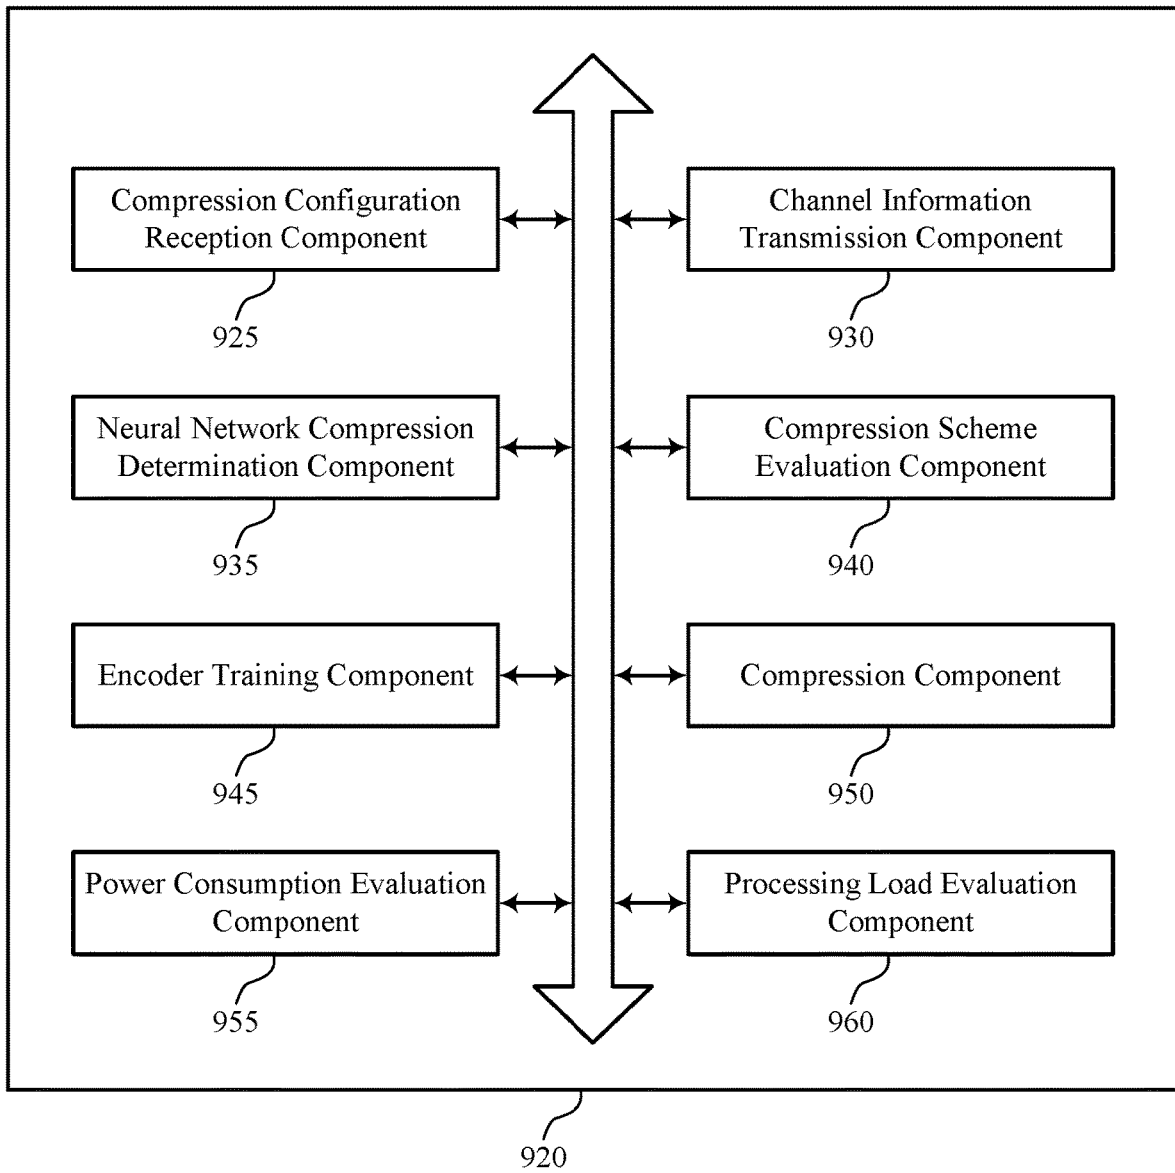 Compression Configuration
Reception Component
925
Channel Information
Transmission Component
930
Neural Network Compression
Determination Component
935
Compression Scheme
Evaluation Component
940
Encoder Training Component
945
Compression Component
950
Power Consumption Evaluation
Component
955
Processing Load Evaluation
Component
960
920